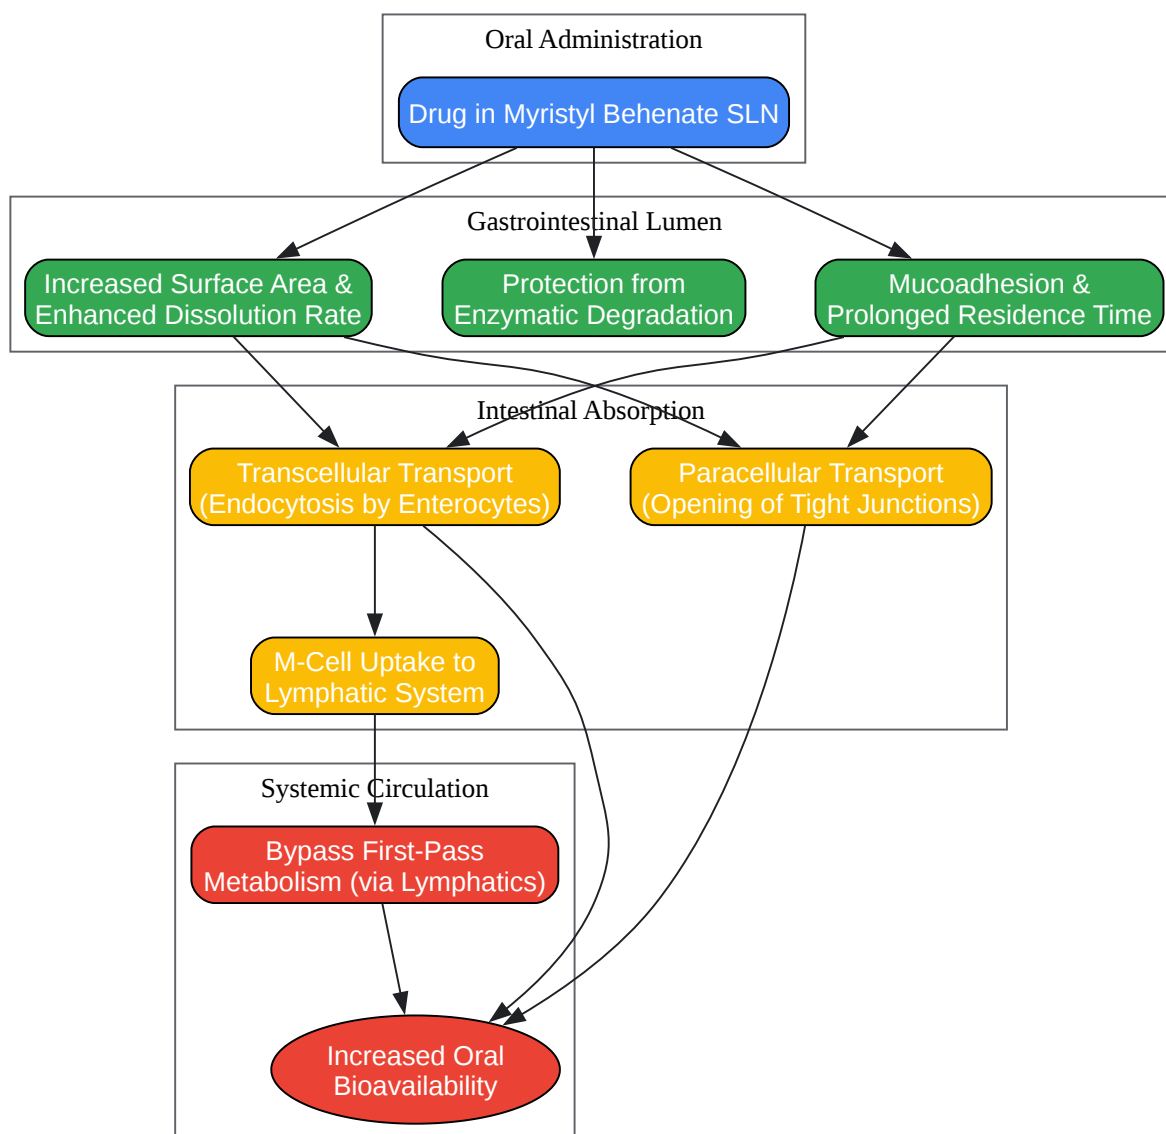 Oral Administration
Drug in Myristyl Behenate SLN
Gastrointestinal Lumen
Increased Surface Area &
Enhanced Dissolution Rate
Protection from
Enzymatic Degradation
Mucoadhesion &
Prolonged Residence Time
Intestinal Absorption
Transcellular Transport
(Endocytosis by Enterocytes)
Paracellular Transport
(Opening of Tight Junctions)
M-Cell Uptake to
Lymphatic System
Systemic Circulation
Bypass First-Pass
Metabolism (via Lymphatics)
Increased Oral
Bioavailability